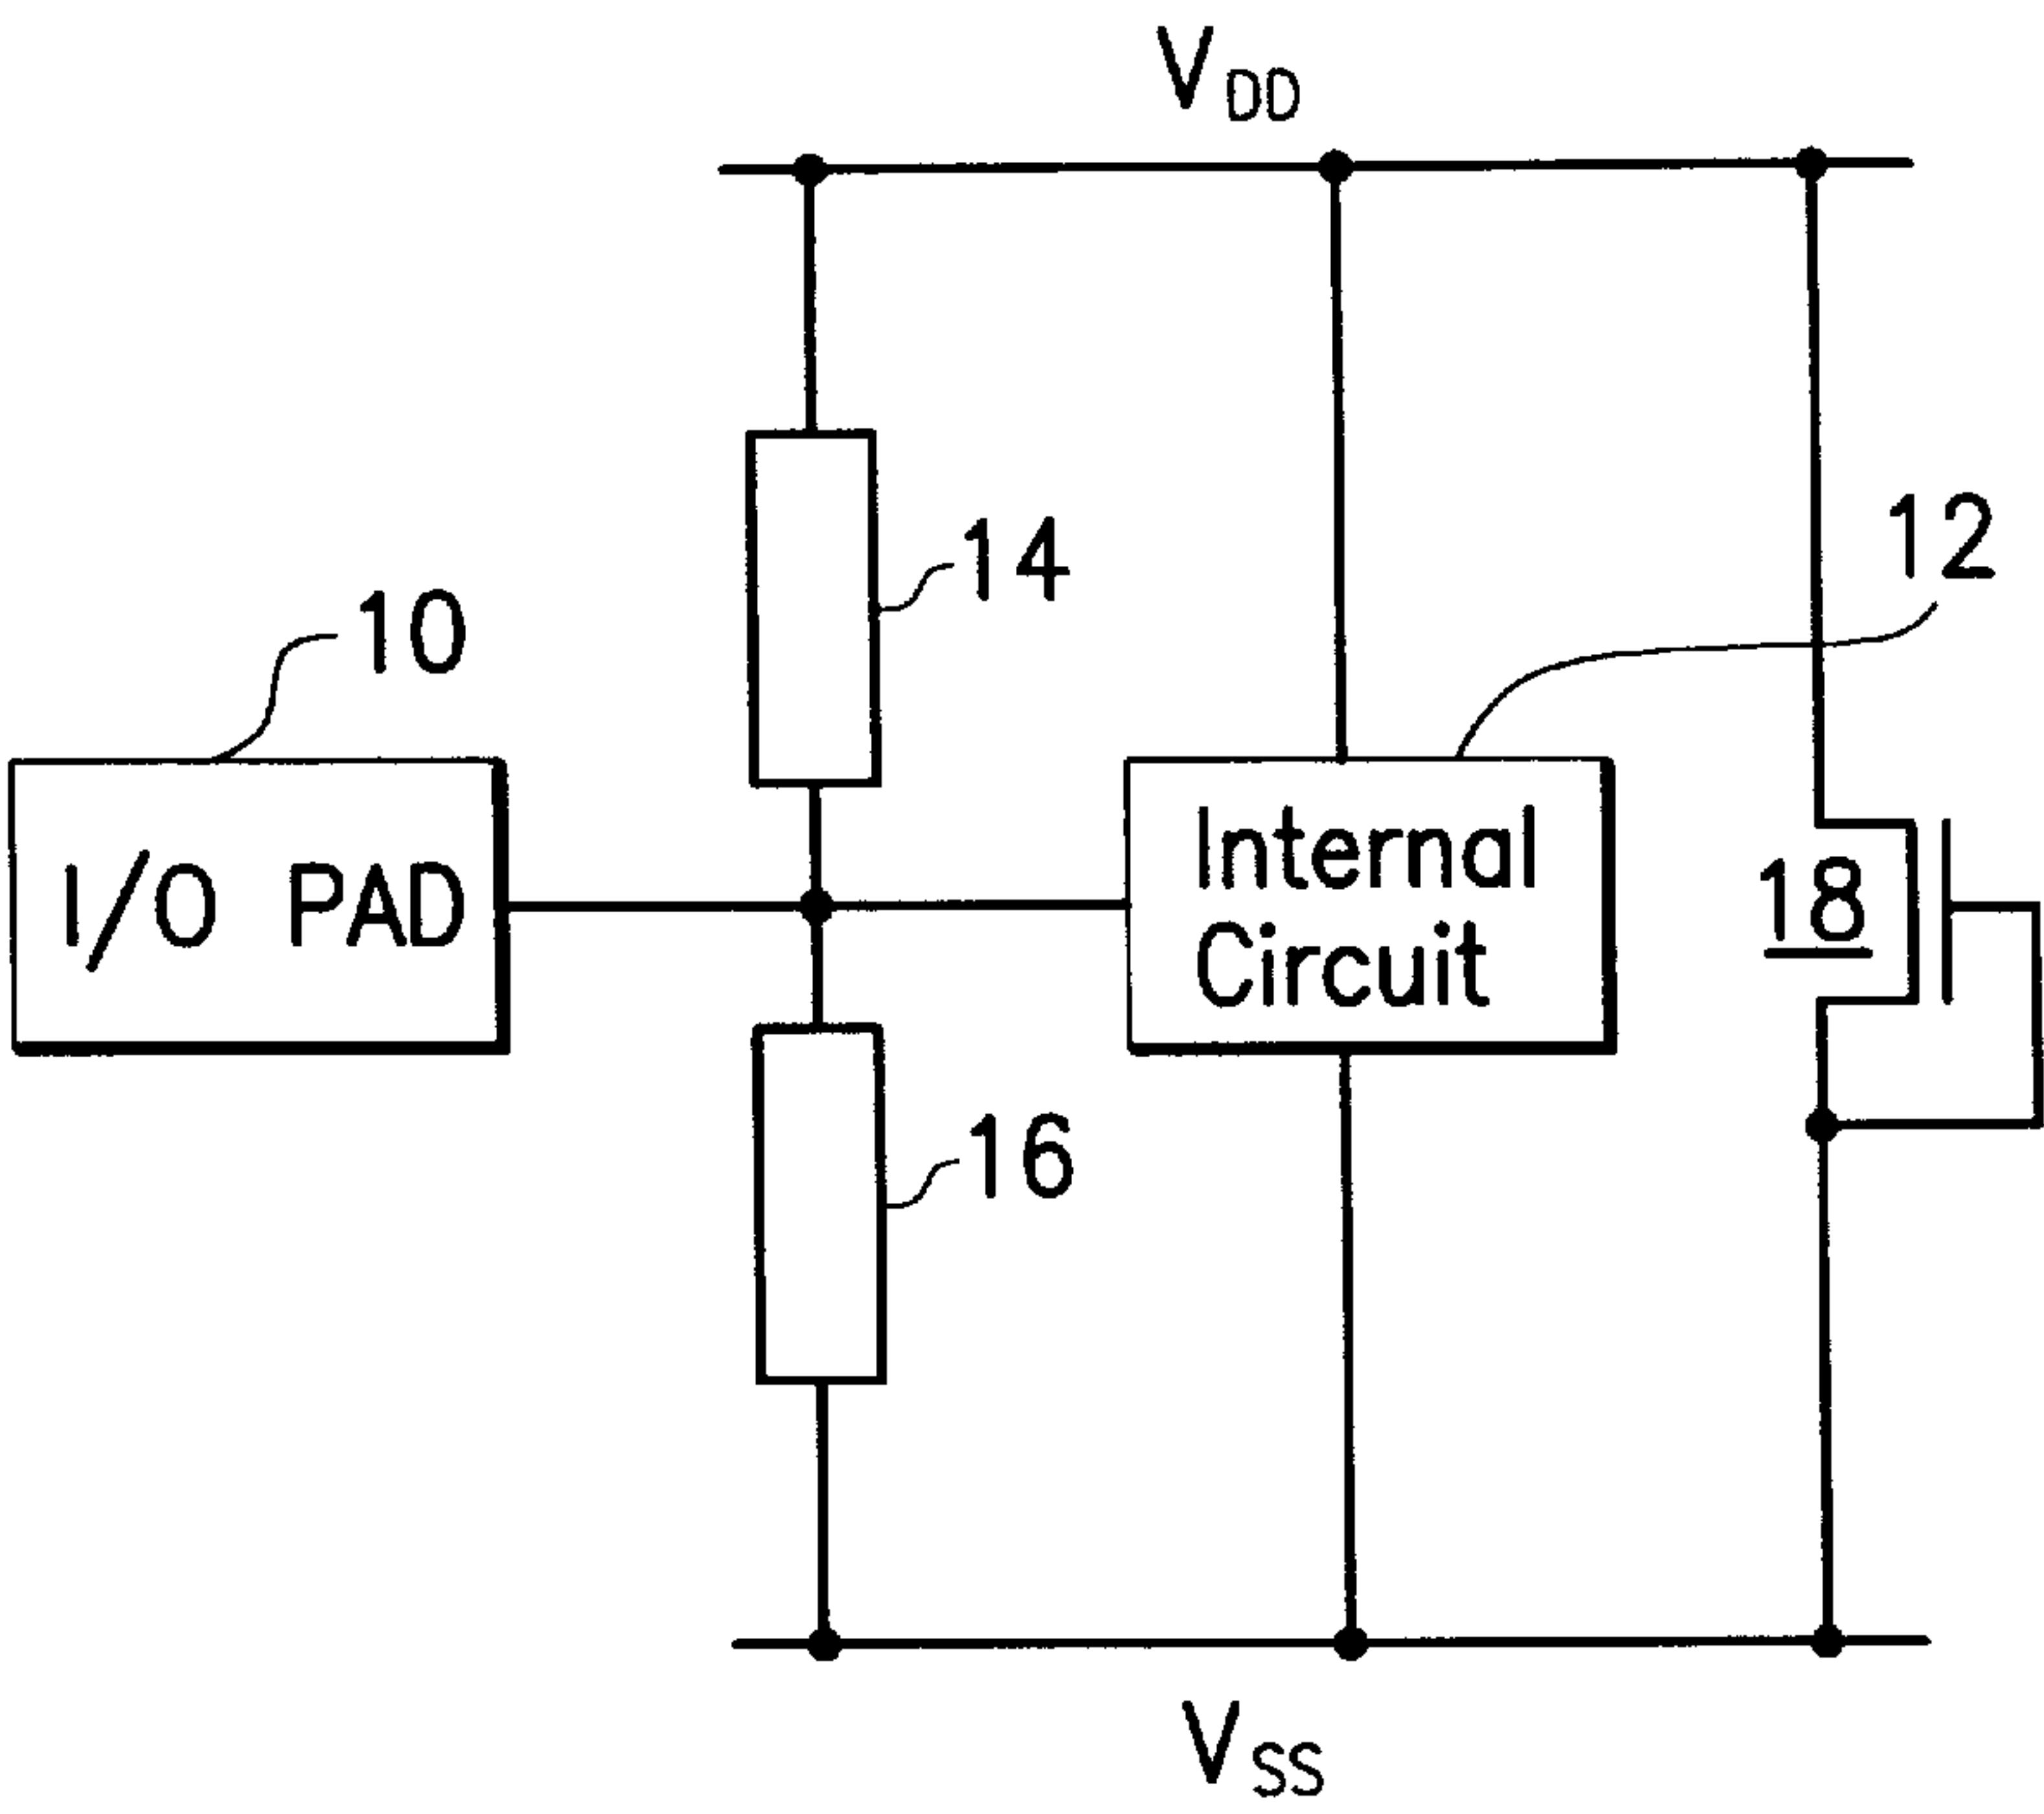 VDD
12
14
10
I/O PAD
Internal
Circuit
18
16
VSS